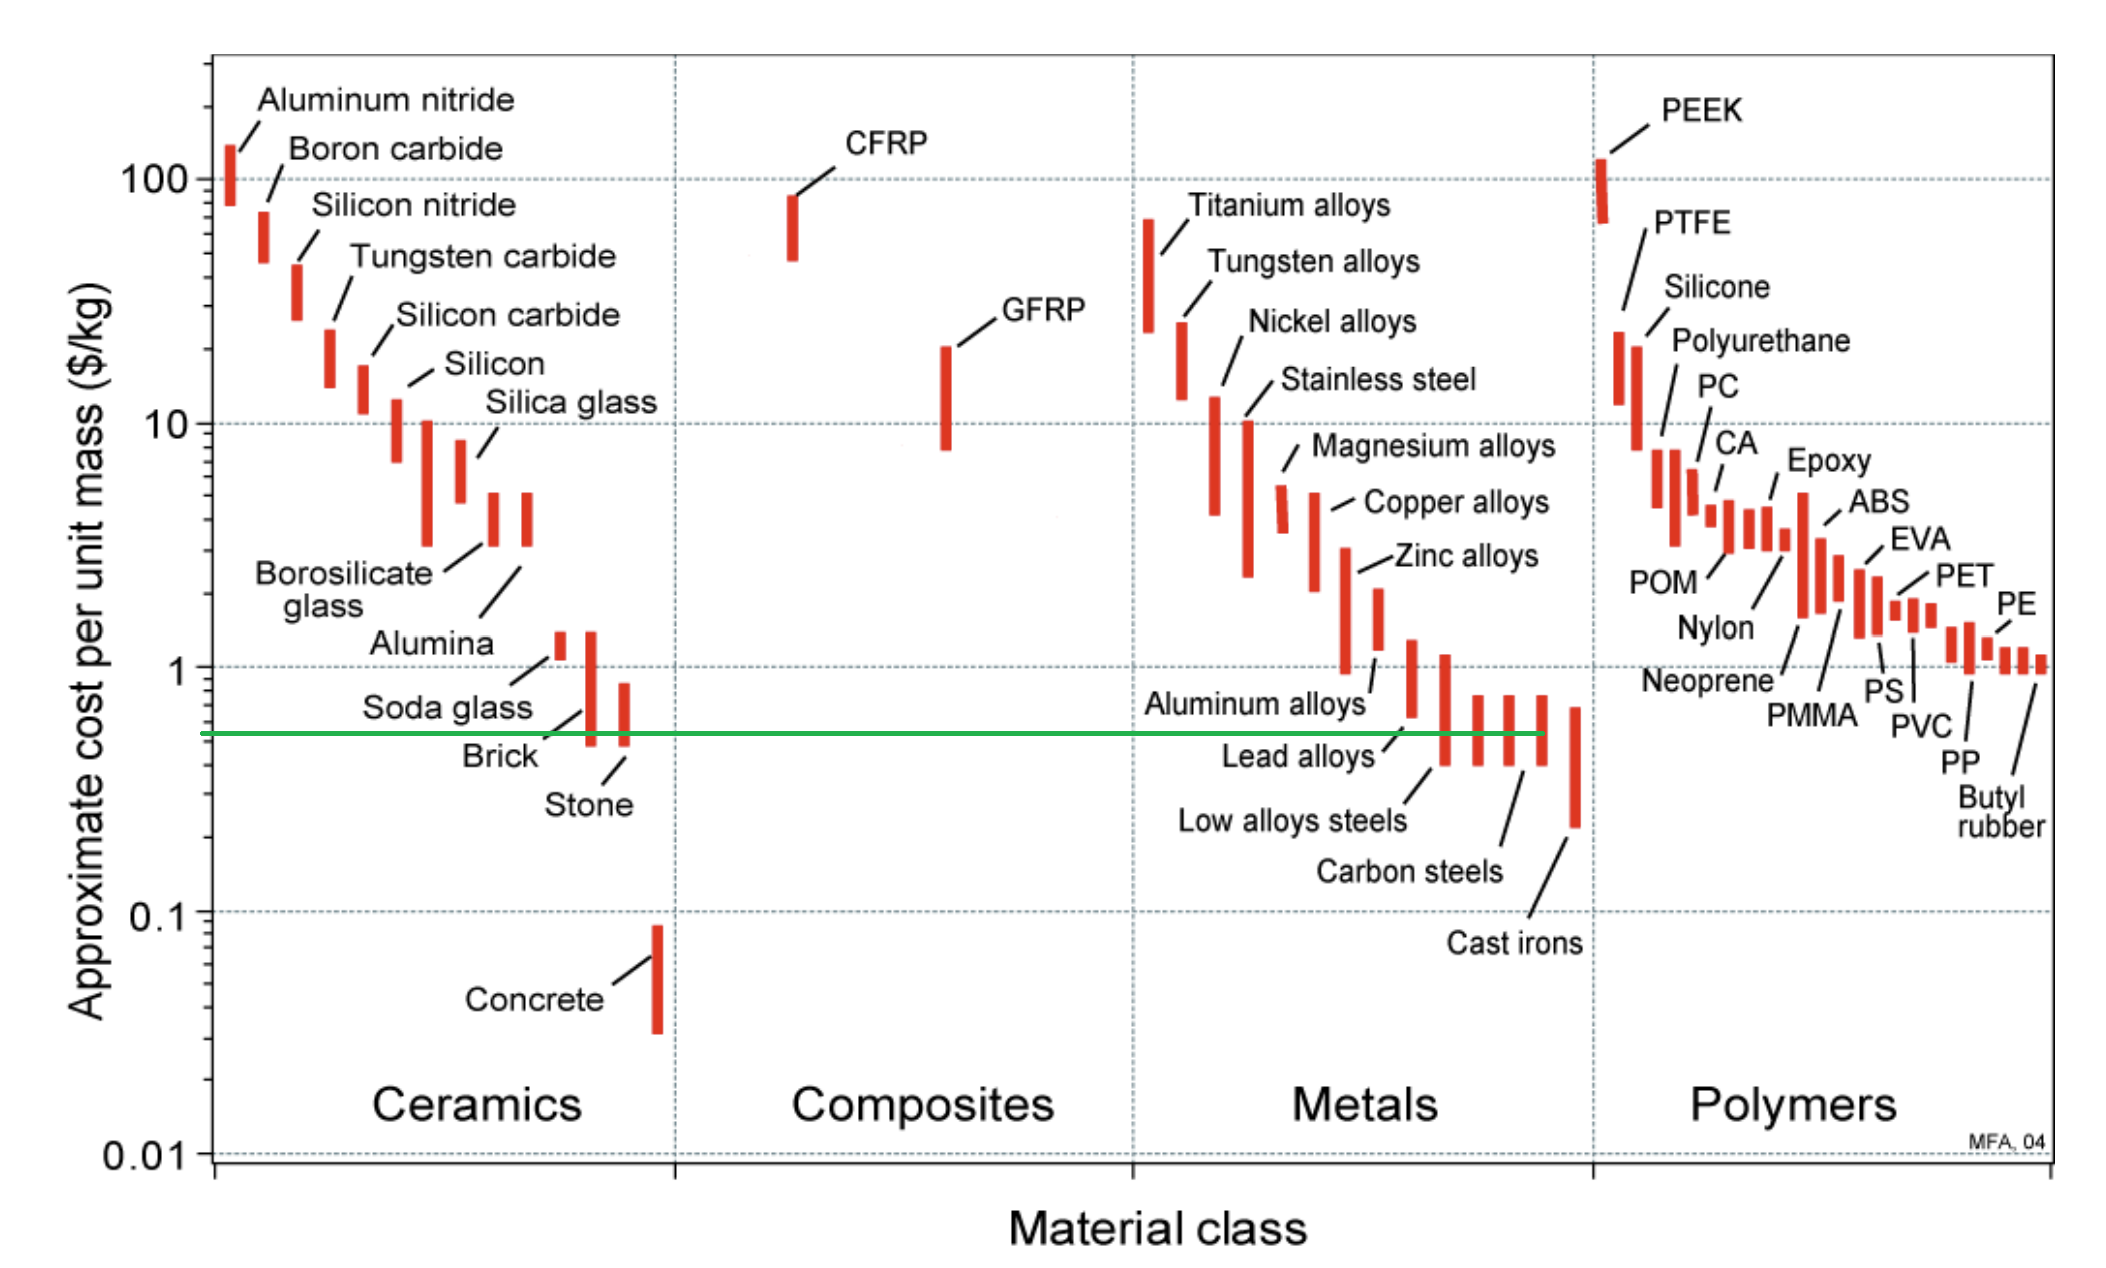 Approximate cost per unit mass ($/kg)
100
10
1
0.1
0.01
Aluminum nitride
Boron carbide
Silicon nitride
Tungsten carbide
Silicon carbide
Silicon
Silica glass
Borosilicate
glass
Alumina
Soda glass
Brick
Stone
Concrete
Ceramics
CFRP
GFRP
Composites
Titanium alloys
Tungsten alloys
Nickel alloys
Stainless steel
Magnesium alloys
Copper alloys
Zinc alloys
Aluminum alloys
Lead alloys
Low alloys steels
Carbon steels
Cast irons
Metals
PEEK
PTFE
Silicone
Polyurethane
PC
CA
Epoxy
ABS
EVA
PET
PE
POM
Nylon
Neoprene
PMMA
PS
PVC
PP
Butyl
rubber
Polymers
MFA, 04
Material class